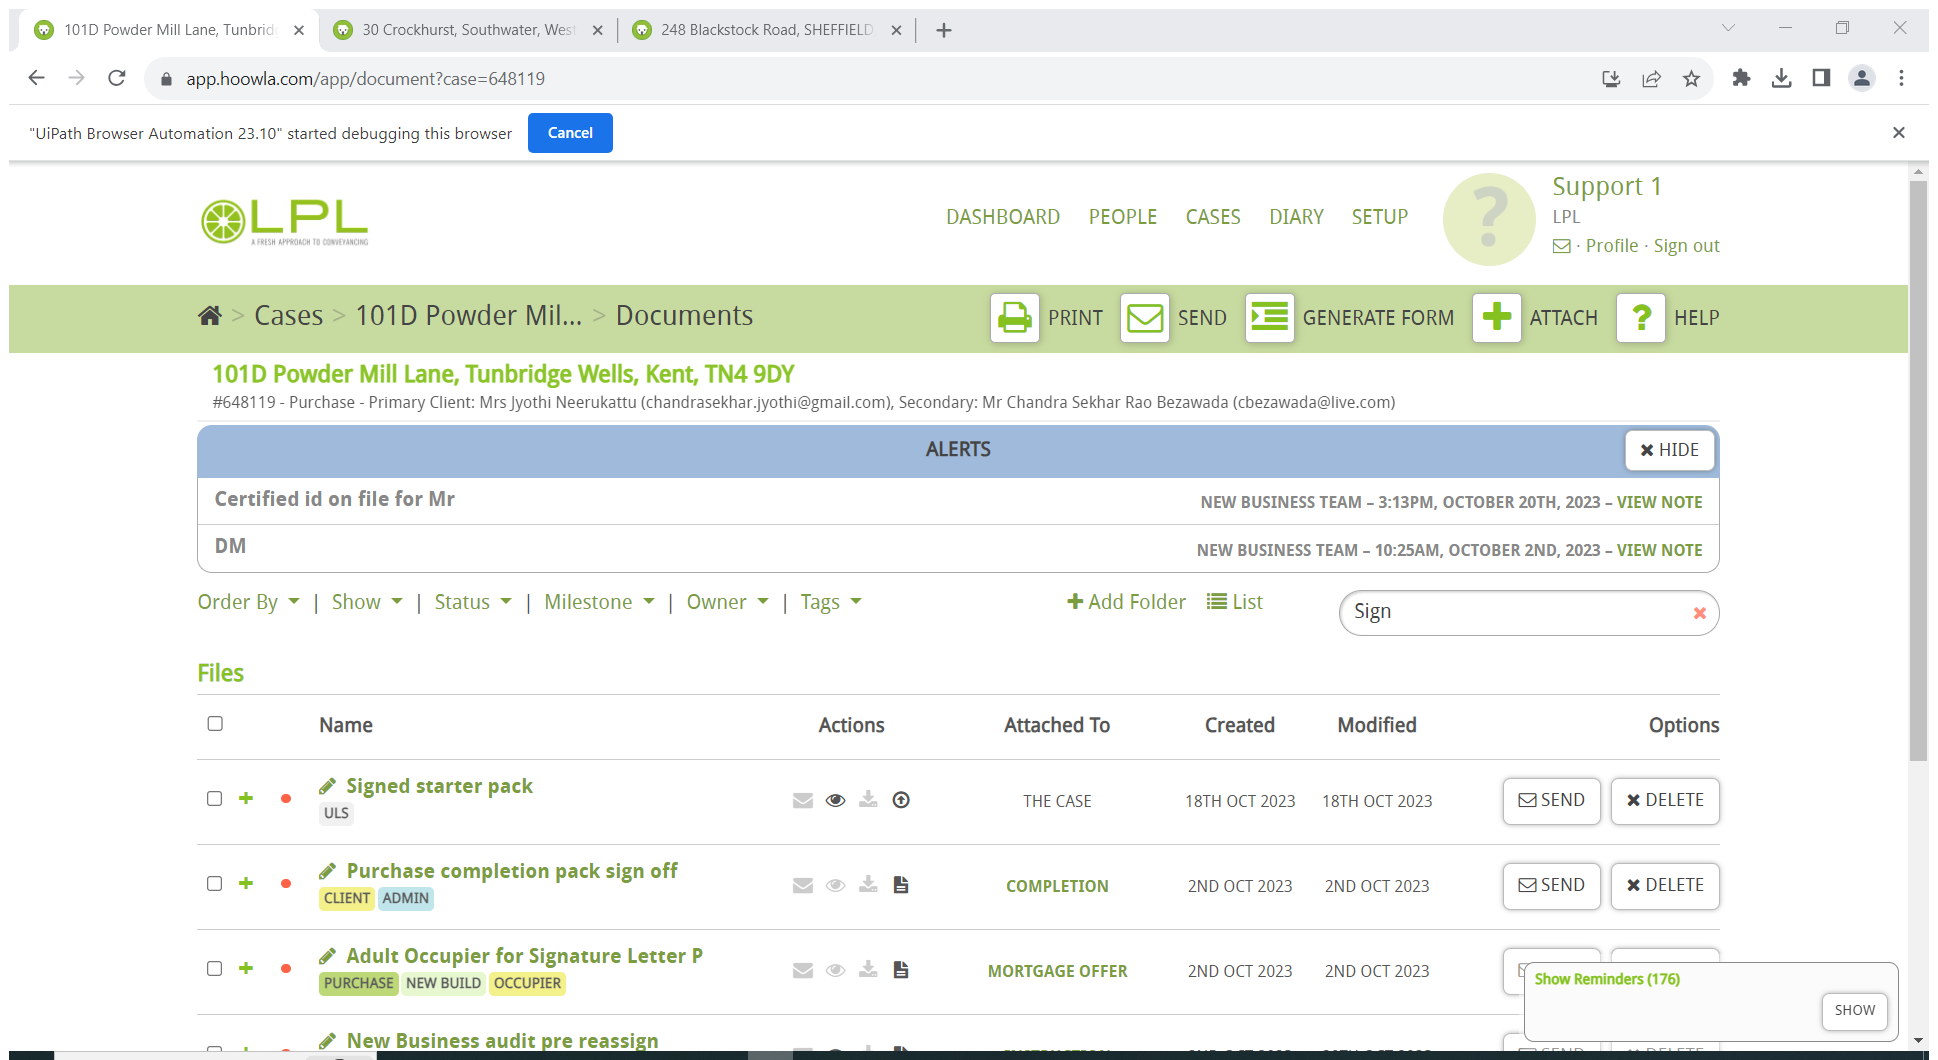 101D Powder Mill Lane, Tunbrid
30 Crockhurst, Southwater, Wes
248 Blackstock Road, SHEFFIELD
app.hoowla.com/app/document?case=648119
"UiPath Browser Automation 23.10" started debugging this browser
Cancel
LPL
A FRESH APPROACH TO CONVEYANCING
DASHBOARD PEOPLE CASES DIARY SETUP
?
Support 1
LPL
· Profile · Sign out
> Cases > 101D Powder Mil... > Documents
PRINT SEND GENERATE FORM ATTACH ? HELP
101D Powder Mill Lane, Tunbridge Wells, Kent, TN4 9DY
#648119 - Purchase - Primary Client: Mrs Jyothi Neerukattu (chandrasekhar.jyothi@gmail.com), Secondary: Mr Chandra Sekhar Rao Bezawada (cbezawada@live.com)
ALERTS
HIDE
Certified id on file for Mr
NEW BUSINESS TEAM – 3:13PM, OCTOBER 20TH, 2023 – VIEW NOTE
DM
NEW BUSINESS TEAM – 10:25AM, OCTOBER 2ND, 2023 – VIEW NOTE
Order By | Show | Status | Milestone | Owner | Tags
Add Folder List
Sign
Files
Name Actions Attached To Created Modified Options
Signed starter pack
ULS
THE CASE 18TH OCT 2023 18TH OCT 2023 SEND DELETE
Purchase completion pack sign off
CLIENT ADMIN
COMPLETION 2ND OCT 2023 2ND OCT 2023 SEND DELETE
Adult Occupier for Signature Letter P
PURCHASE NEW BUILD OCCUPIER
MORTGAGE OFFER 2ND OCT 2023 2ND OCT 2023
Show Reminders (176)
SHOW
New Business audit pre reassign